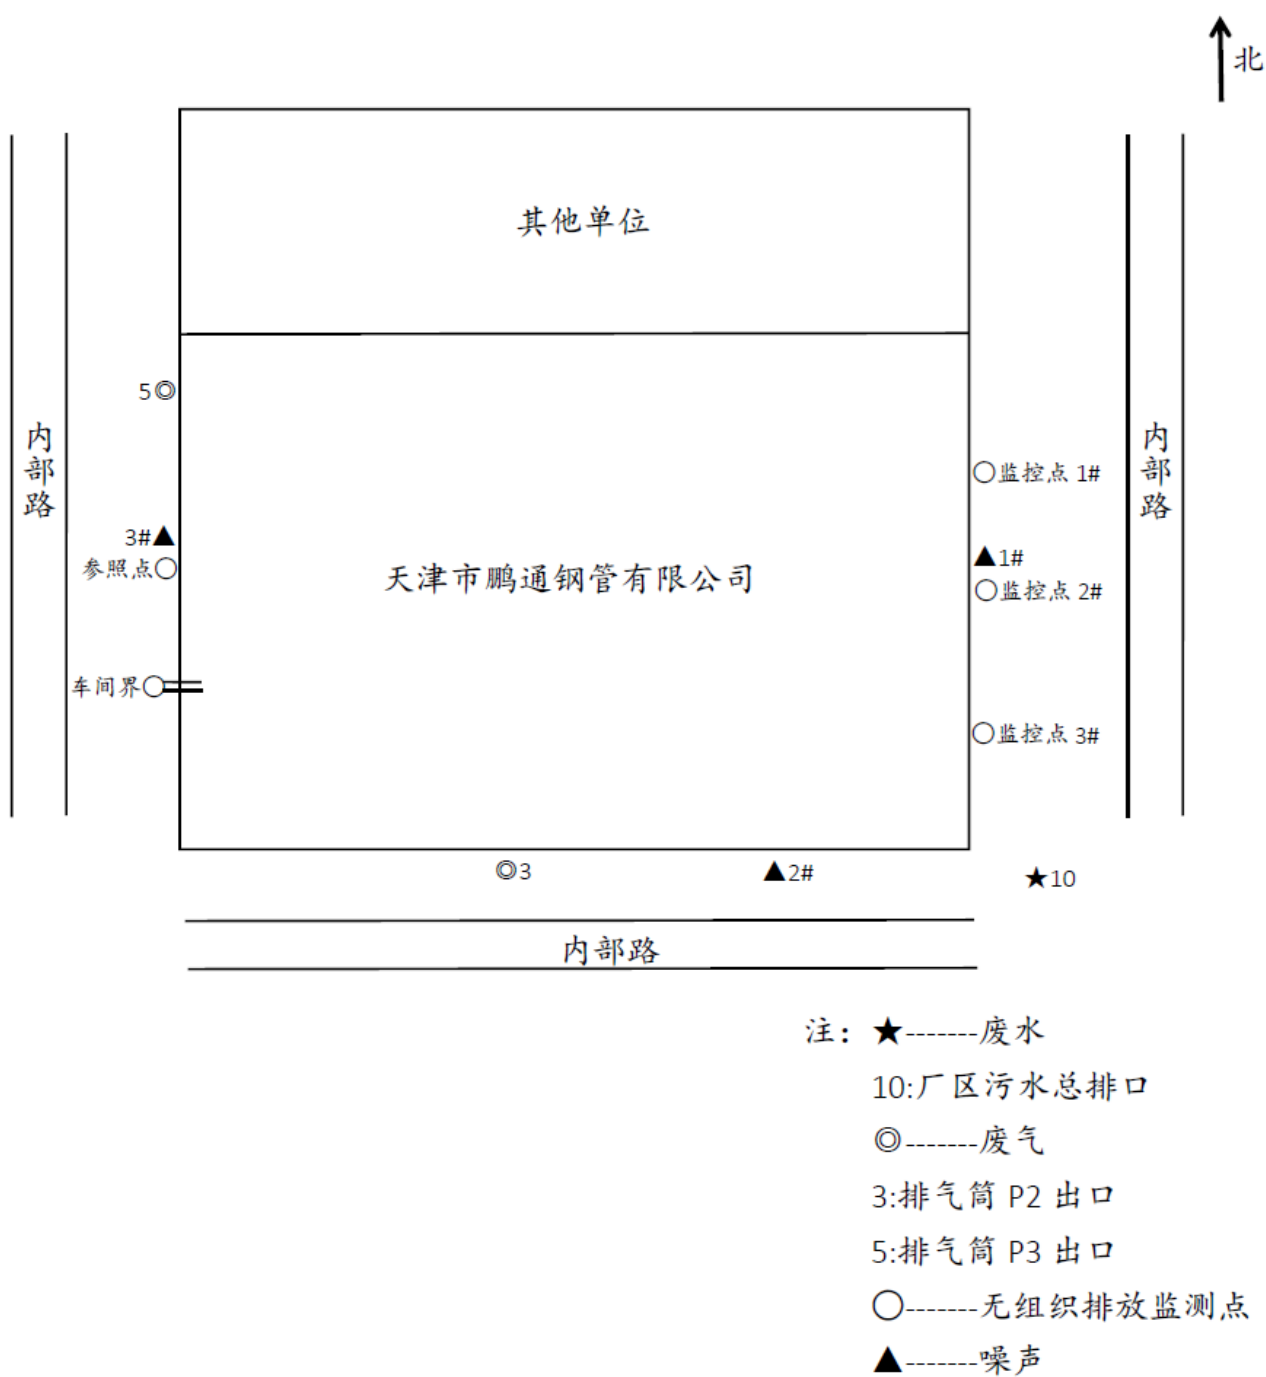 北
其他单位
5◎
内部路
内部路
○监控点 1#
3#▲
参照点○
天津市鹏通钢管有限公司
▲1#
○监控点 2#
车间界○
○监控点 3#
◎3
▲2#
★10
内部路
注：★-------废水
10:厂区污水总排口
◎-------废气
3:排气筒 P2 出口
5:排气筒 P3 出口
○-------无组织排放监测点
▲-------噪声